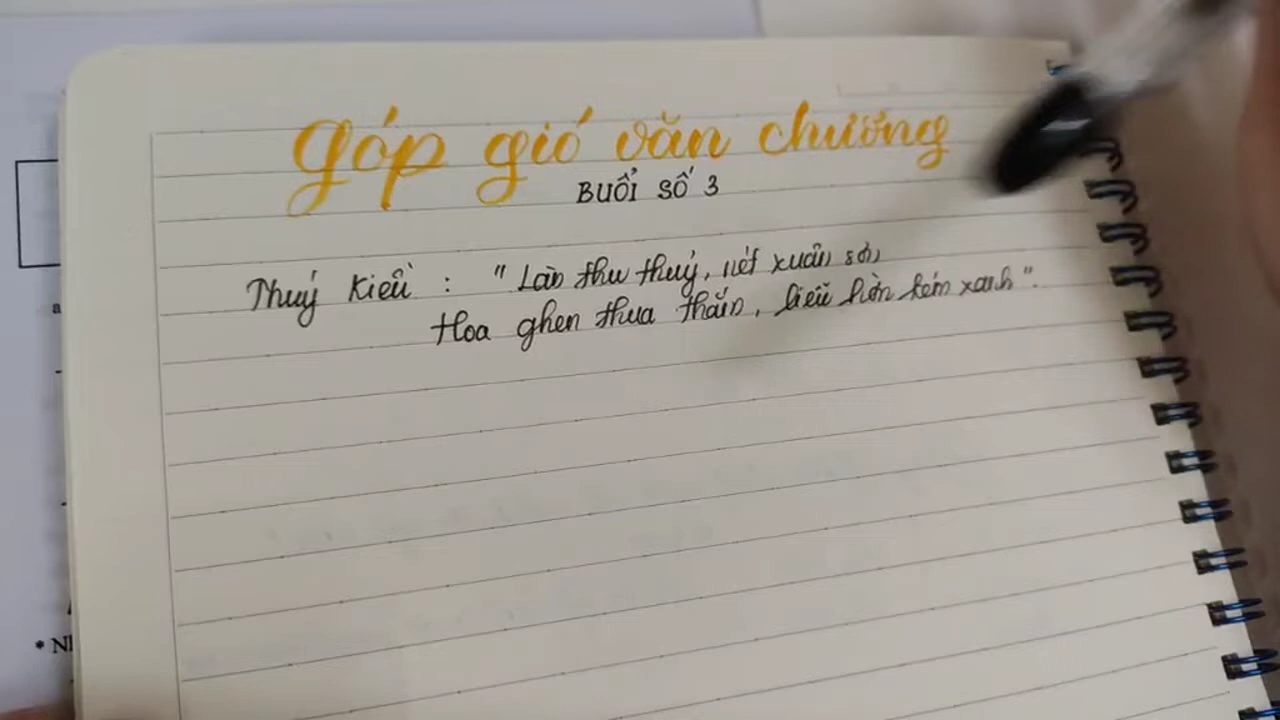 góp gió văn chương
BUỔI SỐ 3
Thuý Kiều : " Làn thu thuỷ, nét xuân sơn
Hoa ghen thua thắm, liễu hờn kém xanh ".
a
* NI